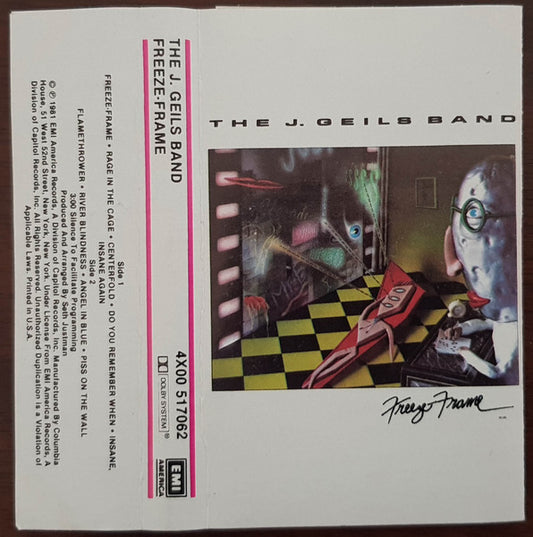 THE J. GEILS BAND
Freeze Frame
THE J. GEILS BAND
FREEZE-FRAME
4X00 517062
DOLBY SYSTEM ®
EMI
AMERICA
Side 1
FREEZE-FRAME • RAGE IN THE CAGE • CENTERFOLD • DO YOU REMEMBER WHEN • INSANE,
INSANE AGAIN
Side 2
FLAMETHROWER • RIVER BLINDNESS • ANGEL IN BLUE • PISS ON THE WALL
3:00 Silence To Facilitate Programming
Produced And Arranged By Seth Justman
© ℗ 1981 EMI America Records, A Division of Capitol Records, Inc. Manufactured By Columbia
House, 51 West 52nd Street, New York, New York. Under License From EMI America Records, A
Division of Capitol Records, Inc. All Rights Reserved. Unauthorized Duplication is a Violation of
Applicable Laws. Printed in U.S.A.